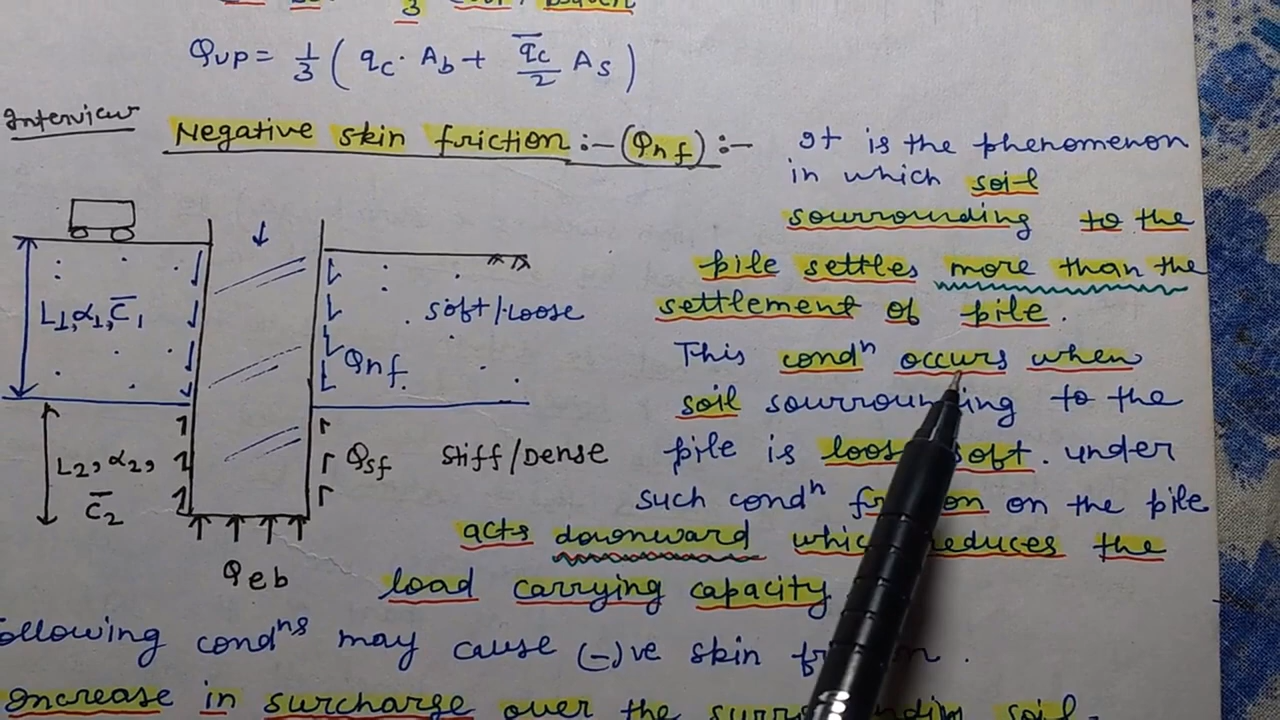 Qup = 1/3 ( qc. Ab + q̅c/2 As )
Interview
Negative skin friction :- (Qnf) :-
It is the phenomenon
in which soil
sourrounding to the
pile settles more than the
settlement of pile.
This condⁿ occurs when
soil sourrounding to the
pile is soft. under
such condⁿ on the pile
acts downward reduces the
load carrying capacity
L1, α1, C̅1
soft/Loose
Qnf
L2, α2,
C̅2
Qsf
Stiff/Dense
Qeb
ollowing condⁿˢ may cause (-)ve skin
Increase in surcharge over the soil.